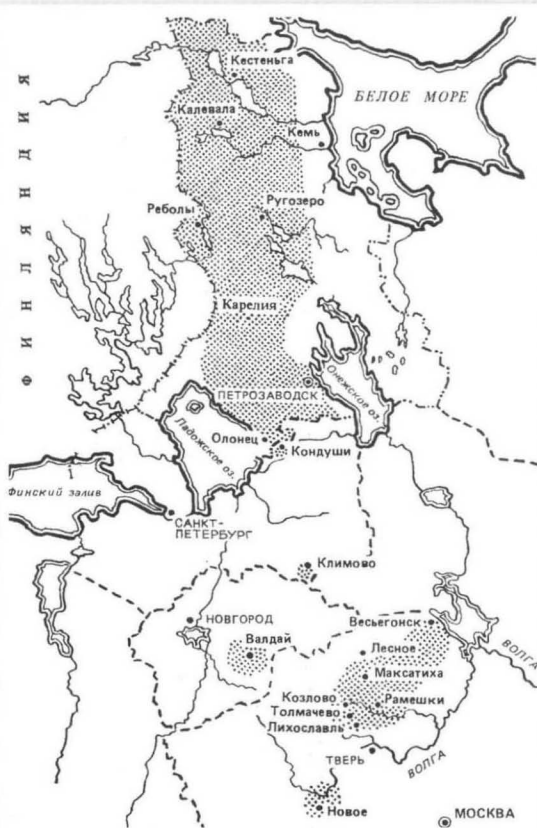 Кестеньга
БЕЛОЕ МОРЕ
Калевала
Кемь
ФИНЛЯНДИЯ
Реболы
Ругозеро
Карелия
ПЕТРОЗАВОДСК
Онежское оз.
Ладожское оз.
Олонец
Кондуши
Финский залив
САНКТ-
ПЕТЕРБУРГ
Климово
НОВГОРОД
Весьегонск
Валдай
Лесное
ВОЛГА
Максатиха
Козлово
Рамешки
Толмачево
Лихославль
ТВЕРЬ
ВОЛГА
Новое
МОСКВА